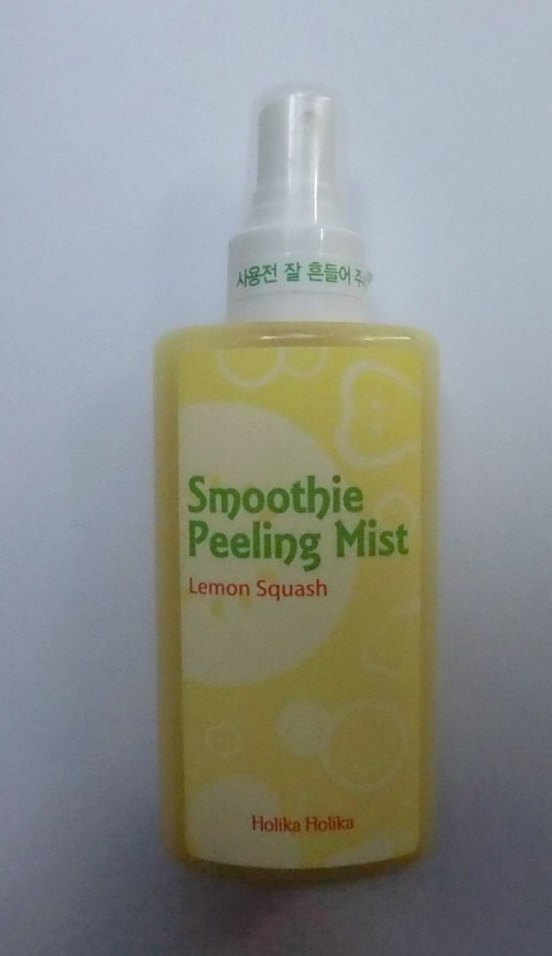 사용전 잘 흔들어
Smoothie
Peeling Mist
Lemon Squash
Holika Holika